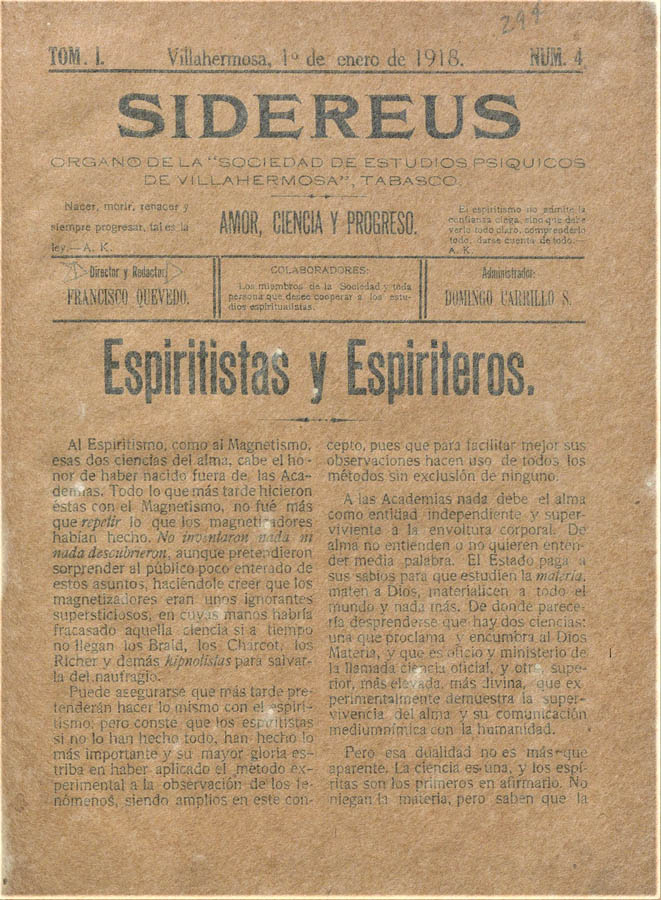 294
TOM. I. Villahermosa, 1º de enero de 1918. NUM. 4
SIDEREUS
ORGANO DE LA "SOCIEDAD DE ESTUDIOS PSIQUICOS
DE VILLAHERMOSA", TABASCO.
Nacer, morir, renacer y
siempre progresar, tal es la
ley.—A. K.
AMOR, CIENCIA Y PROGRESO.
El espiritismo no admite la
confianza ciega, sino que debe
verlo todo claro, comprenderlo
todo, darse cuenta de todo.—
A. K.
Director y Redactor
FRANCISCO QUEVEDO.
COLABORADORES:
Los miembros de la Sociedad y toda
persona que desee cooperar a los estu-
dios espiritualistas.
Administrador:
DOMINGO CARRILLO S.
Espiritistas y Espiriteros.
Al Espiritismo, como al Magnetismo,
esas dos ciencias del alma, cabe el ho-
nor de haber nacido fuera de las Aca-
demias. Todo lo que más tarde hicieron
éstas con el Magnetismo, no fué más
que repetir lo que los magnetizadores
habían hecho. No inventaron nada ni
nada descubrieron, aunque pretendieron
sorprender al público poco enterado de
estos asuntos, haciéndole creer que los
magnetizadores eran unos ignorantes
supersticiosos, en cuyas manos habría
fracasado aquella ciencia si a tiempo
no llegan los Braid, los Charcot, los
Richer y demás hipnotistas para salvar-
la del naufragio.
Puede asegurarse que más tarde pre-
tenderán hacer lo mismo con el espiri-
tismo; pero conste que los espiritistas
si no lo han hecho todo, han hecho lo
más importante y su mayor gloria es-
triba en haber aplicado el método ex-
perimental a la observación de los fe-
nómenos, siendo amplios en este con-
cepto, pues que para facilitar mejor sus
observaciones hacen uso de todos los
métodos sin exclusión de ninguno.
A las Academias nada debe el alma
como entidad independiente y super-
viviente a la envoltura corporal. De
alma no entienden o no quieren enten-
der media palabra. El Estado paga a
sus sabios para que estudien la materia,
maten a Dios, materialicen a todo el
mundo y nada más. De donde parece-
ría desprenderse que hay dos ciencias:
una que proclama y encumbra al Dios
Materia, y que es oficio y ministerio de
la llamada ciencia oficial, y otra supe-
rior, más elevada, más divina, que ex-
perimentalmente demuestra la super-
vivencia del alma y su comunicación
mediumnímica con la humanidad.
Pero esa dualidad no es más que
aparente. La ciencia es una, y los espí-
ritas son los primeros en afirmarlo. No
niegan la materia, pero saben que la